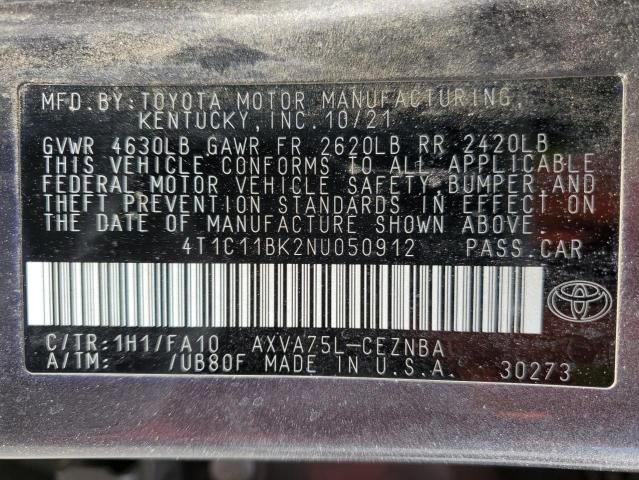 MFD.BY:TOYOTA MOTOR MANUFACTURING,
KENTUCKY, INC.10/21
GVWR 4630LB GAWR FR 2620LB RR 2420LB
THIS VEHICLE CONFORMS TO ALL APPLICABLE
FEDERAL MOTOR VEHICLE SAFETY,BUMPER,AND
THEFT PREVENTION STANDARDS IN EFFECT ON
THE DATE OF MANUFACTURE SHOWN ABOVE.
4T1C11BK2NU050912 PASS.CAR
C/TR:1H1/FA10 AXVA75L-CEZNBA
A/TM: /UB80F MADE IN U.S.A. 30273